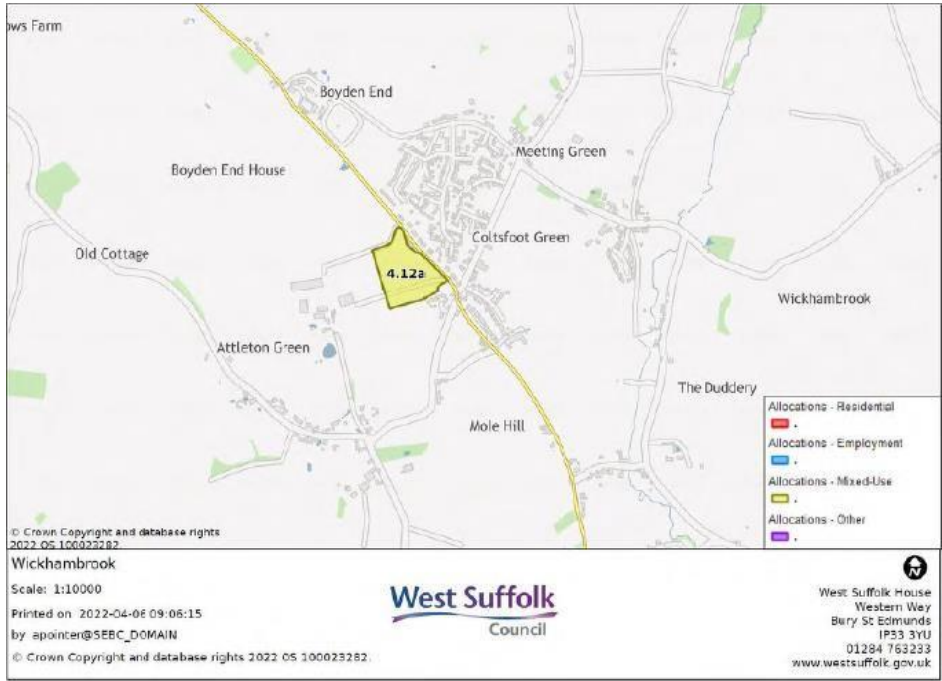 ows Farm
Boyden End
Meeting Green
Boyden End House
Coltsfoot Green
Old Cottage
4.12a
Wickhambrook
Attleton Green
The Duddery
Mole Hill
Allocations - Residential
.
Allocations - Employment
.
Allocations - Mixed-Use
.
Allocations - Other
.
© Crown Copyright and database rights
2022 OS 100023282.
Wickhambrook
Scale: 1:10000
Printed on 2022-04-06 09:06:15
by apointer@SEBC_DOMAIN
© Crown Copyright and database rights 2022 OS 100023282.
West Suffolk
Council
N
West Suffolk House
Western Way
Bury St Edmunds
IP33 3YU
01284 763233
www.westsuffolk.gov.uk